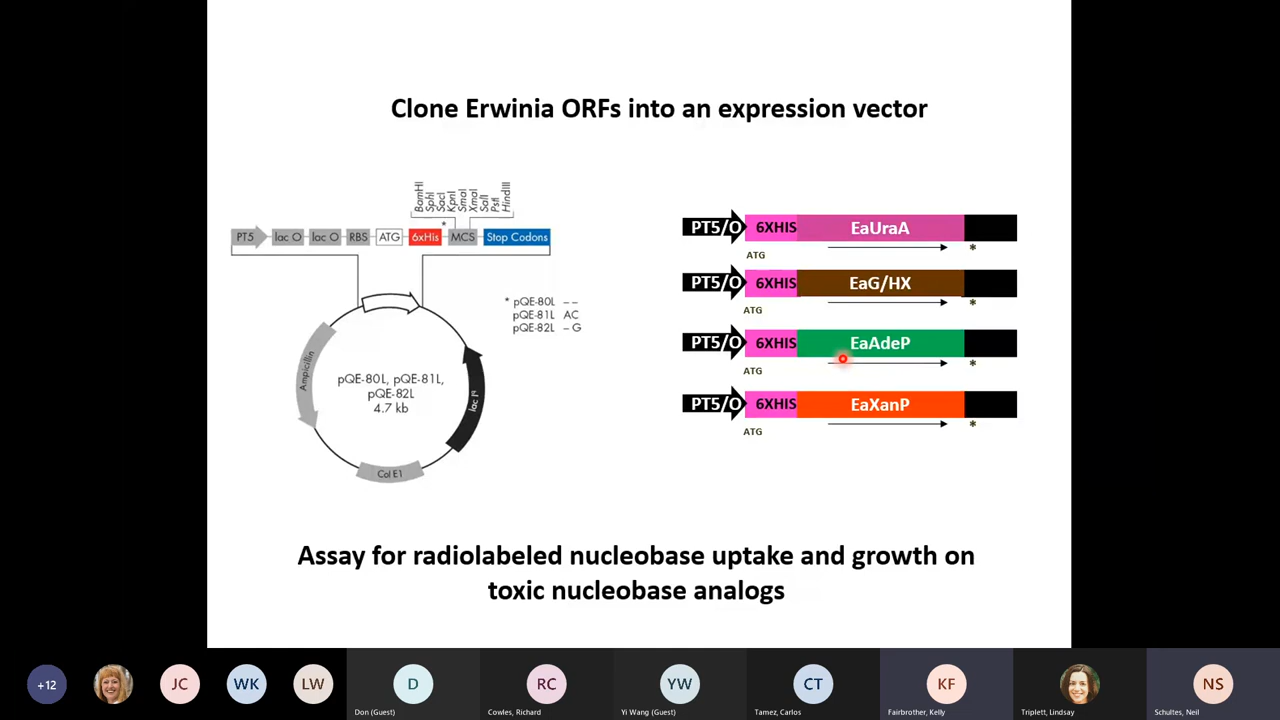 Clone Erwinia ORFs into an expression vector
BamHI
SphI
SacI
KpnI
SmaI
XmaI
SalI
PstI
HindIII
*
PT5
lac O
lac O
RBS
ATG
6xHis
MCS
Stop Codons
* pQE-80L – –
pQE-81L AC
pQE-82L – G
Ampicillin
pQE-80L, pQE-81L,
pQE-82L
4.7 kb
lac Iq
Col E1
PT5/O 6XHIS EaUraA
ATG *
PT5/O 6XHIS EaG/HX
ATG *
PT5/O 6XHIS EaAdeP
ATG *
PT5/O 6XHIS EaXanP
ATG *
Assay for radiolabeled nucleobase uptake and growth on
toxic nucleobase analogs
+12 JC WK LW D RC YW CT KF NS
Don (Guest) Cowles, Richard Yi Wang (Guest) Tamez, Carlos Fairbrother, Kelly Triplett, Lindsay Schultes, Neil